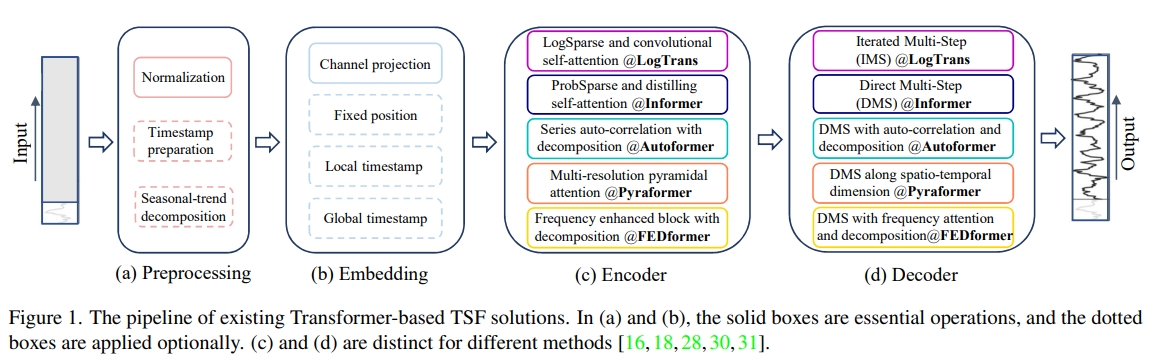 Input
Normalization
Timestamp
preparation
Seasonal-trend
decomposition
(a) Preprocessing
Channel projection
Fixed position
Local timestamp
Global timestamp
(b) Embedding
LogSparse and convolutional
self-attention @LogTrans
ProbSparse and distilling
self-attention @Informer
Series auto-correlation with
decomposition @Autoformer
Multi-resolution pyramidal
attention @Pyraformer
Frequency enhanced block with
decomposition @FEDformer
(c) Encoder
Iterated Multi-Step
(IMS) @LogTrans
Direct Multi-Step
(DMS) @Informer
DMS with auto-correlation and
decomposition @Autoformer
DMS along spatio-temporal
dimension @Pyraformer
DMS with frequency attention
and decomposition@FEDformer
(d) Decoder
Output
Figure 1. The pipeline of existing Transformer-based TSF solutions. In (a) and (b), the solid boxes are essential operations, and the dotted
boxes are applied optionally. (c) and (d) are distinct for different methods [16, 18, 28, 30, 31].